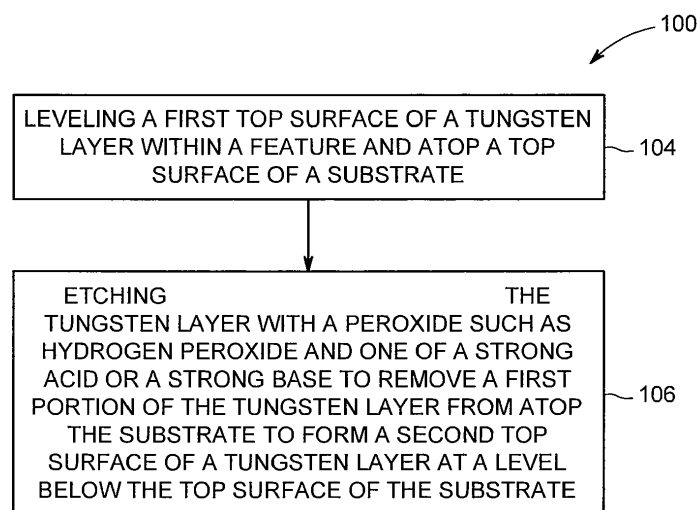 100
LEVELING A FIRST TOP SURFACE OF A TUNGSTEN
LAYER WITHIN A FEATURE AND ATOP A TOP
SURFACE OF A SUBSTRATE
104
ETCHING THE
TUNGSTEN LAYER WITH A PEROXIDE SUCH AS
HYDROGEN PEROXIDE AND ONE OF A STRONG
ACID OR A STRONG BASE TO REMOVE A FIRST
PORTION OF THE TUNGSTEN LAYER FROM ATOP
THE SUBSTRATE TO FORM A SECOND TOP
SURFACE OF A TUNGSTEN LAYER AT A LEVEL
BELOW THE TOP SURFACE OF THE SUBSTRATE
106